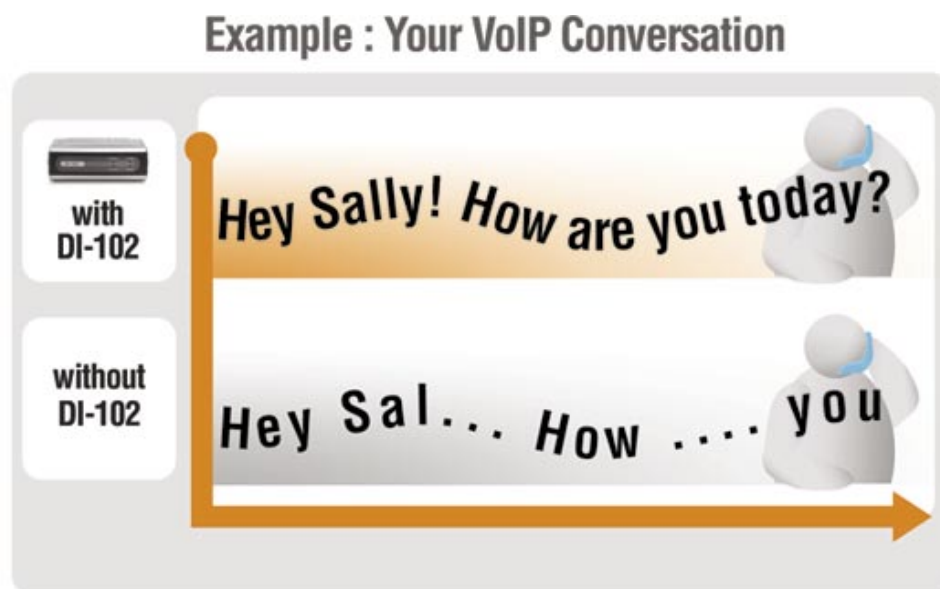 Example : Your VoIP Conversation
with
DI-102
Hey Sally! How are you today?
without
DI-102
Hey Sal... How .... you